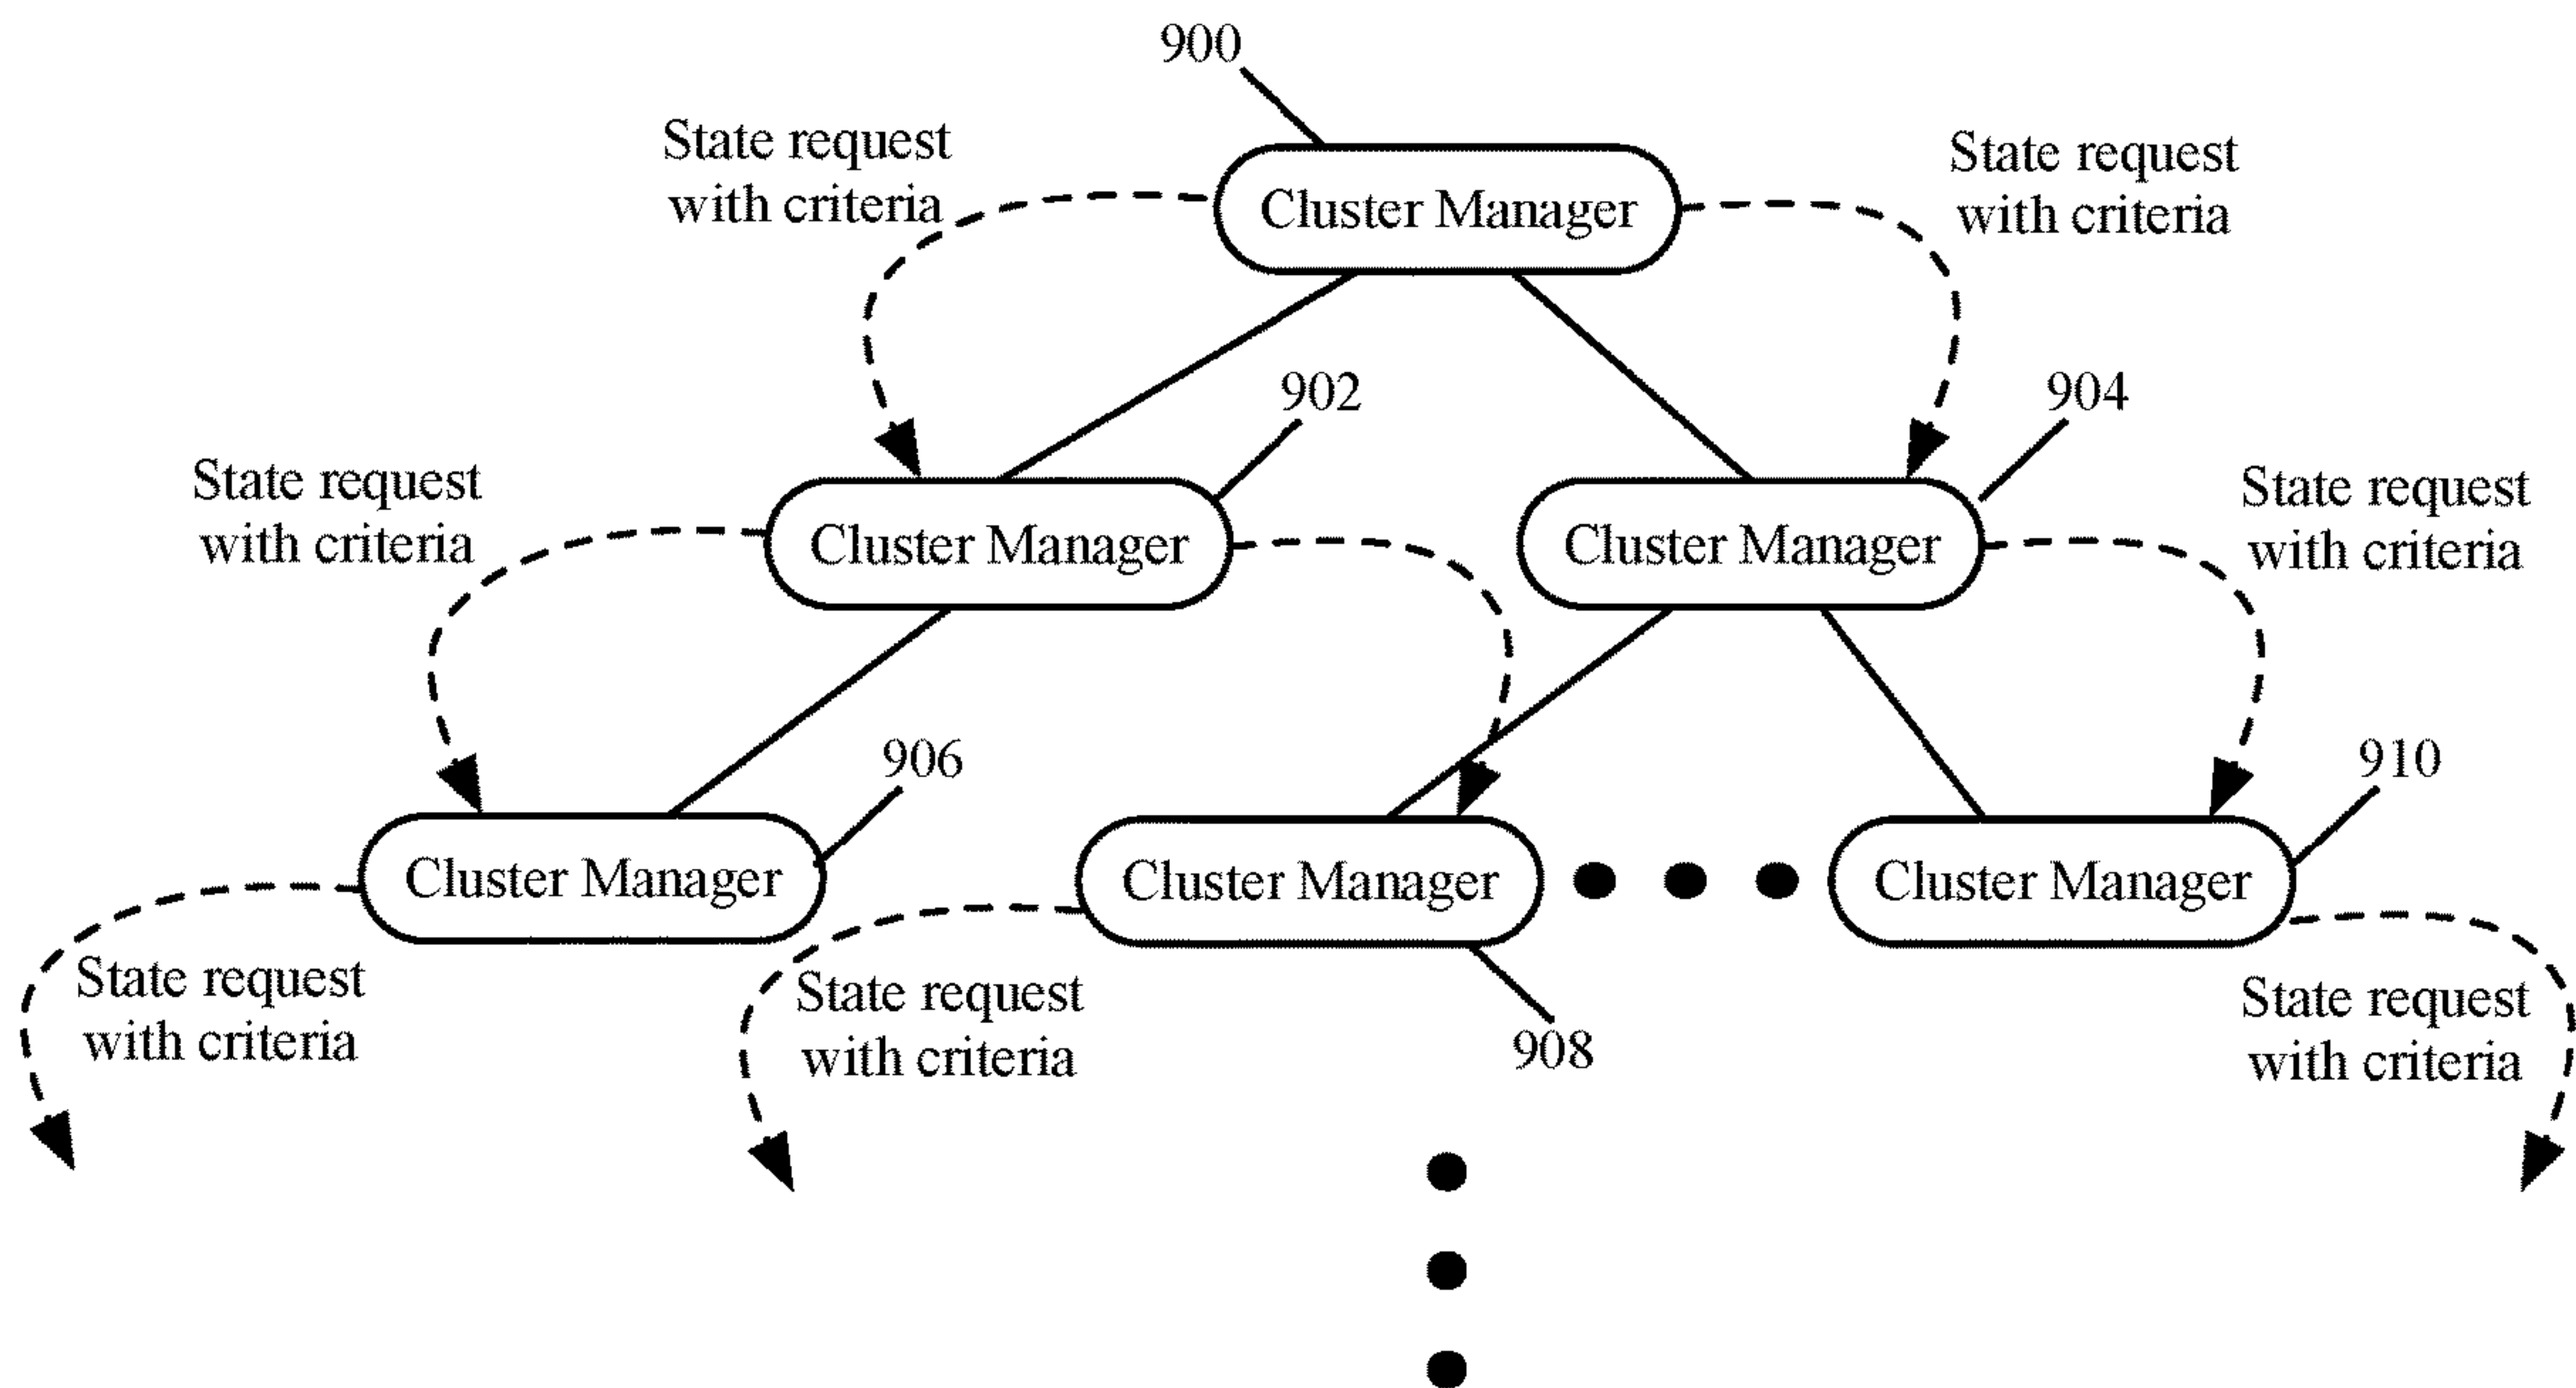 900
State request
with criteria
Cluster Manager
State request
with criteria
902
904
State request
with criteria
Cluster Manager
Cluster Manager
State request
with criteria
906
910
Cluster Manager
Cluster Manager
Cluster Manager
State request
with criteria
State request
with criteria
908
State request
with criteria